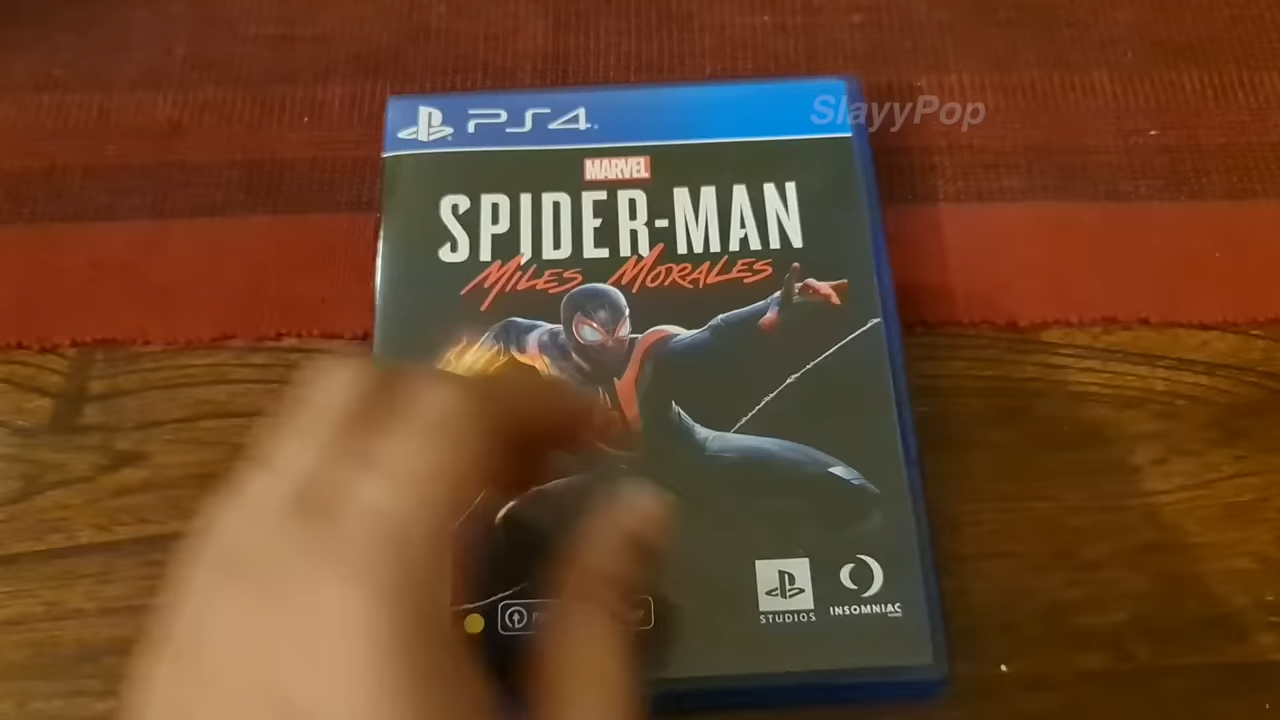 PS4
SlayyPop
MARVEL
SPIDER-MAN
MILES MORALES
STUDIOS
INSOMNIAC